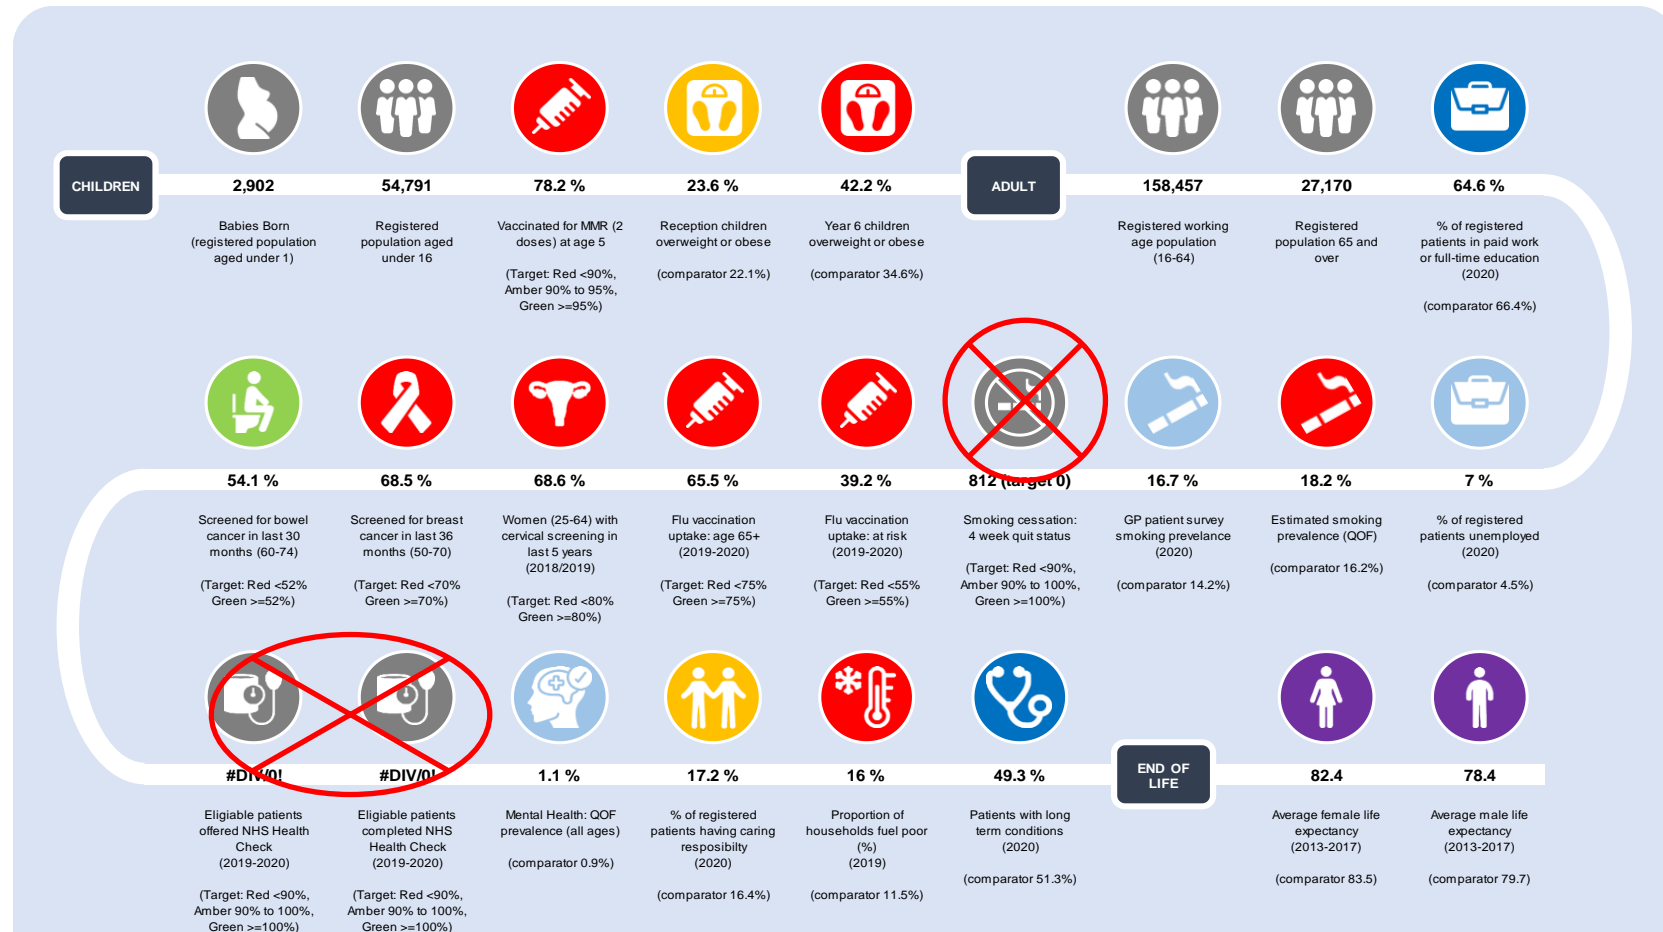 CHILDREN
2,902
54,791
78.2 %
23.6 %
42.2 %
ADULT
158,457
27,170
64.6 %
Babies Born
(registered population
aged under 1)
Registered
population aged
under 16
Vaccinated for MMR (2
doses) at age 5
(Target: Red <90%,
Amber 90% to 95%,
Green >=95%)
Reception children
overweight or obese
(comparator 22.1%)
Year 6 children
overweight or obese
(comparator 34.6%)
Registered working
age population
(16-64)
Registered
population 65 and
over
% of registered
patients in paid work
or full-time education
(2020)
(comparator 66.4%)
54.1 %
68.5 %
68.6 %
65.5 %
39.2 %
812 (target 0)
16.7 %
18.2 %
7 %
Screened for bowel
cancer in last 30
months (60-74)
(Target: Red <52%
Green >=52%)
Screened for breast
cancer in last 36
months (50-70)
(Target: Red <70%
Green >=70%)
Women (25-64) with
cervical screening in
last 5 years
(2018/2019)
(Target: Red <80%
Green >=80%)
Flu vaccination
uptake: age 65+
(2019-2020)
(Target: Red <75%
Green >=75%)
Flu vaccination
uptake: at risk
(2019-2020)
(Target: Red <55%
Green >=55%)
Smoking cessation:
4 week quit status
(Target: Red <90%,
Amber 90% to 100%,
Green >=100%)
GP patient survey
smoking prevelance
(2020)
(comparator 14.2%)
Estimated smoking
prevalence (QOF)
(comparator 16.2%)
% of registered
patients unemployed
(2020)
(comparator 4.5%)
#DIV/0!
#DIV/0!
1.1 %
17.2 %
16 %
49.3 %
END OF
LIFE
82.4
78.4
Eligiable patients
offered NHS Health
Check
(2019-2020)
(Target: Red <90%,
Amber 90% to 100%,
Green >=100%)
Eligiable patients
completed NHS
Health Check
(2019-2020)
(Target: Red <90%,
Amber 90% to 100%,
Green >=100%)
Mental Health: QOF
prevalence (all ages)
(comparator 0.9%)
% of registered
patients having caring
resposibilty
(2020)
(comparator 16.4%)
Proportion of
households fuel poor
(%)
(2019)
(comparator 11.5%)
Patients with long
term conditions
(2020)
(comparator 51.3%)
Average female life
expectancy
(2013-2017)
(comparator 83.5)
Average male life
expectancy
(2013-2017)
(comparator 79.7)